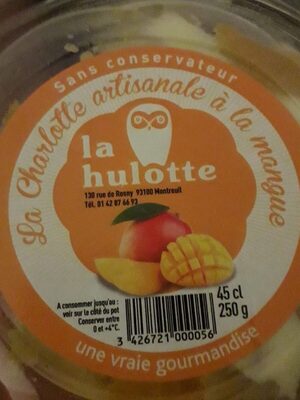 Sans conservateur
La Charlotte artisanale à la mangue
la
hulotte
130 rue de Rosny 93100 Montreuil
Tél. 01 42 87 66 93
A consommer jusqu'au :
voir sur le côté du pot
Conserver entre
0 et +4°C.
45 cl
250 g
3 426721 000056
une vraie gourmandise